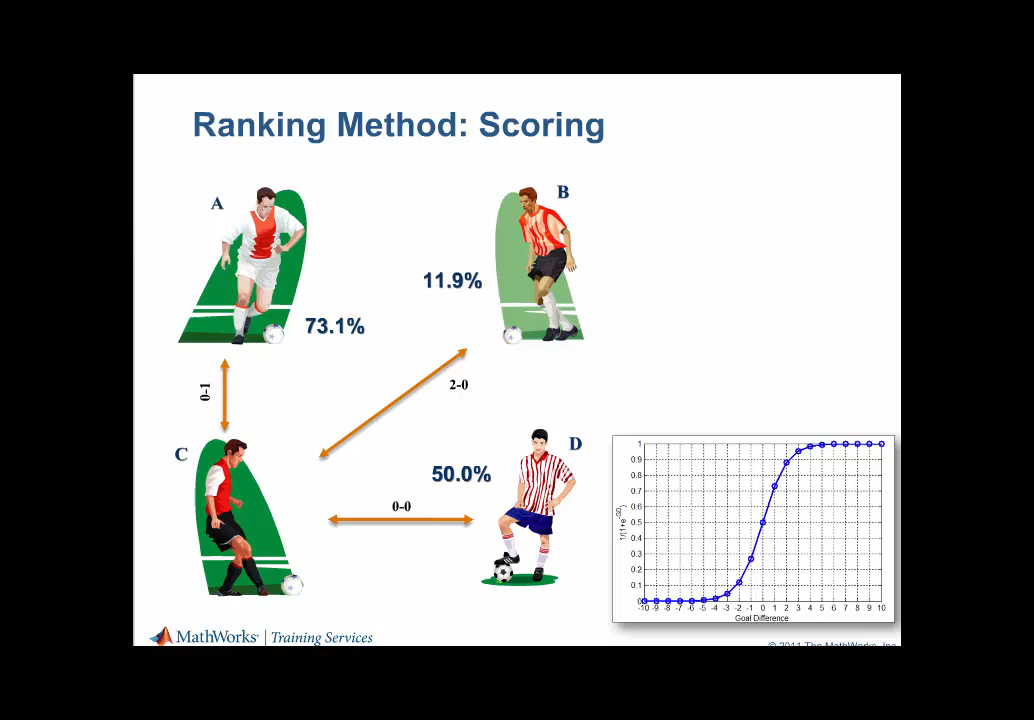 Ranking Method: Scoring
A
B
11.9%
73.1%
0-1
2-0
C
D
50.0%
0-0
1/(1+e^-GD)
1
0.9
0.8
0.7
0.6
0.5
0.4
0.3
0.2
0.1
0
-10 -9 -8 -7 -6 -5 -4 -3 -2 -1 0 1 2 3 4 5 6 7 8 9 10
Goal Difference
MathWorks® | Training Services
© 2011 The MathWorks, Inc